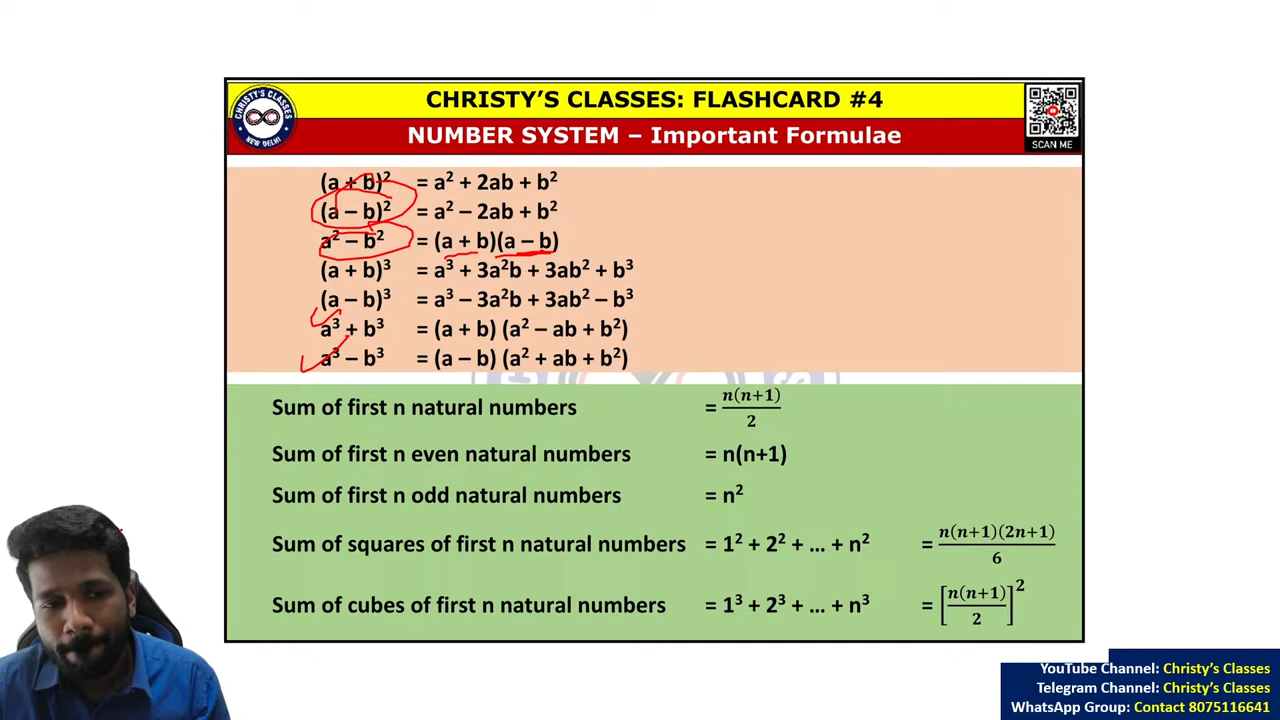 CHRISTY'S CLASSES: FLASHCARD #4
CHRISTY'S CLASSES
NEW DELHI
SCAN ME
NUMBER SYSTEM – Important Formulae
(a + b)² = a² + 2ab + b²
(a – b)² = a² – 2ab + b²
a² – b² = (a + b)(a – b)
(a + b)³ = a³ + 3a²b + 3ab² + b³
(a – b)³ = a³ – 3a²b + 3ab² – b³
a³ + b³ = (a + b) (a² – ab + b²)
a³ – b³ = (a – b) (a² + ab + b²)
Sum of first n natural numbers = n(n+1)/2
Sum of first n even natural numbers = n(n+1)
Sum of first n odd natural numbers = n²
Sum of squares of first n natural numbers = 1² + 2² + … + n² = n(n+1)(2n+1)/6
Sum of cubes of first n natural numbers = 1³ + 2³ + … + n³ = [n(n+1)/2]²
YouTube Channel: Christy's Classes
Telegram Channel: Christy's Classes
WhatsApp Group: Contact 8075116641